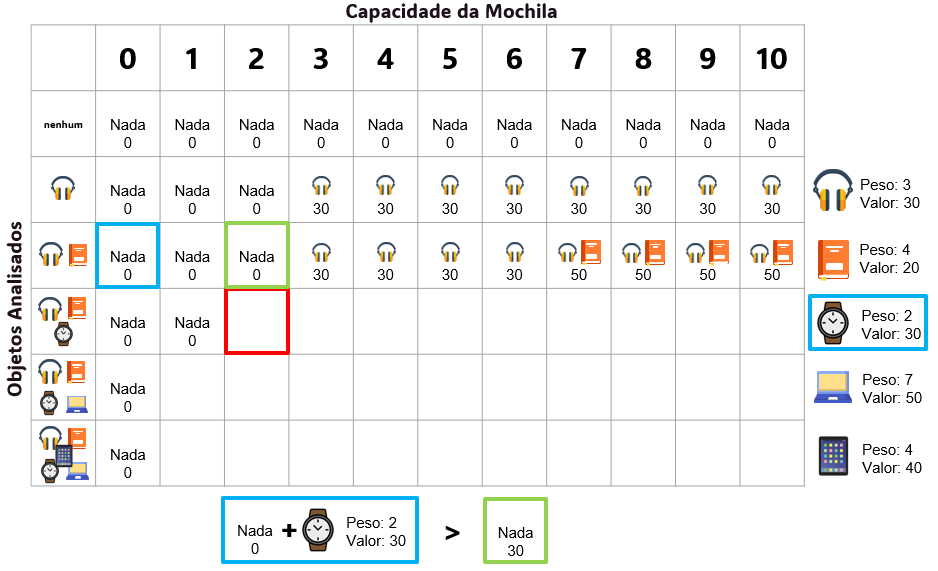 Capacidade da Mochila
0 1 2 3 4 5 6 7 8 9 10
Objetos Analisados
nenhum
Nada Nada Nada Nada Nada Nada Nada Nada Nada Nada Nada
0 0 0 0 0 0 0 0 0 0 0
Nada Nada Nada
0 0 0 30 30 30 30 30 30 30 30
Peso: 3
Valor: 30
Nada Nada Nada
0 0 0 30 30 30 30 50 50 50 50
Peso: 4
Valor: 20
Nada Nada
0 0
Peso: 2
Valor: 30
Nada
0
Peso: 7
Valor: 50
Nada
0
Peso: 4
Valor: 40
Nada + Peso: 2 > Nada
0 Valor: 30 30